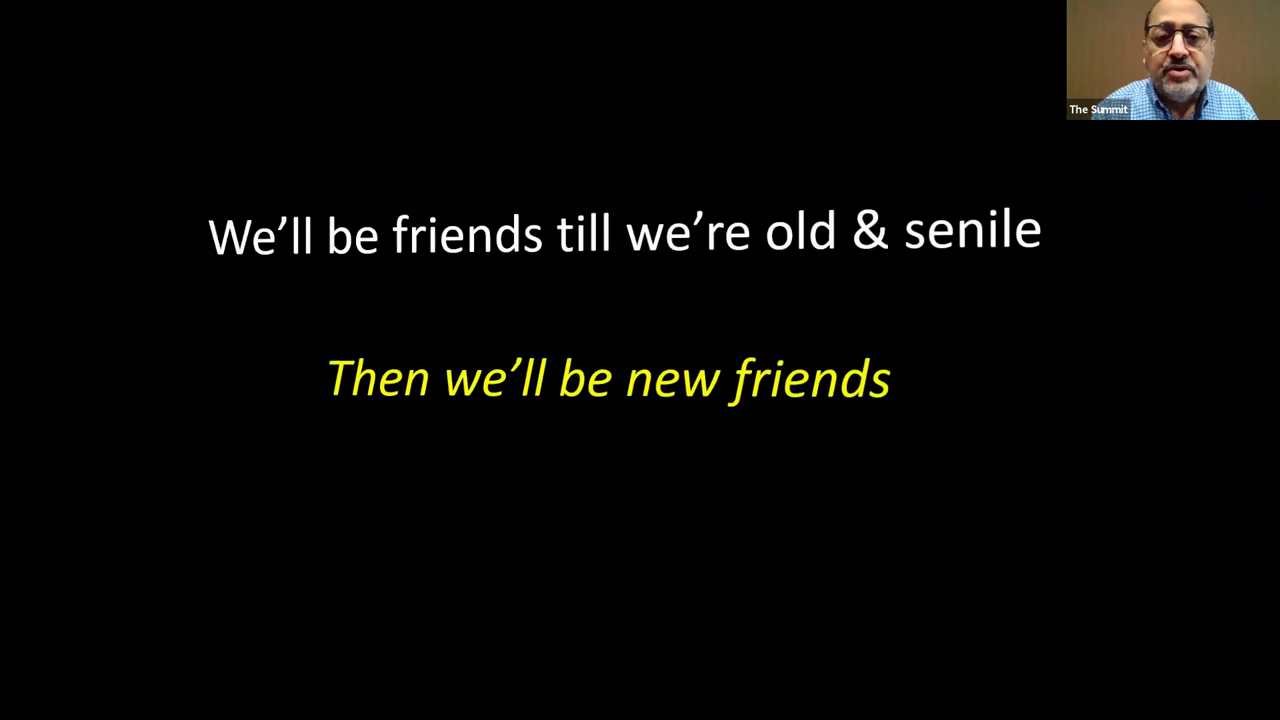 The Summit
We’ll be friends till we’re old & senile
Then we’ll be new friends